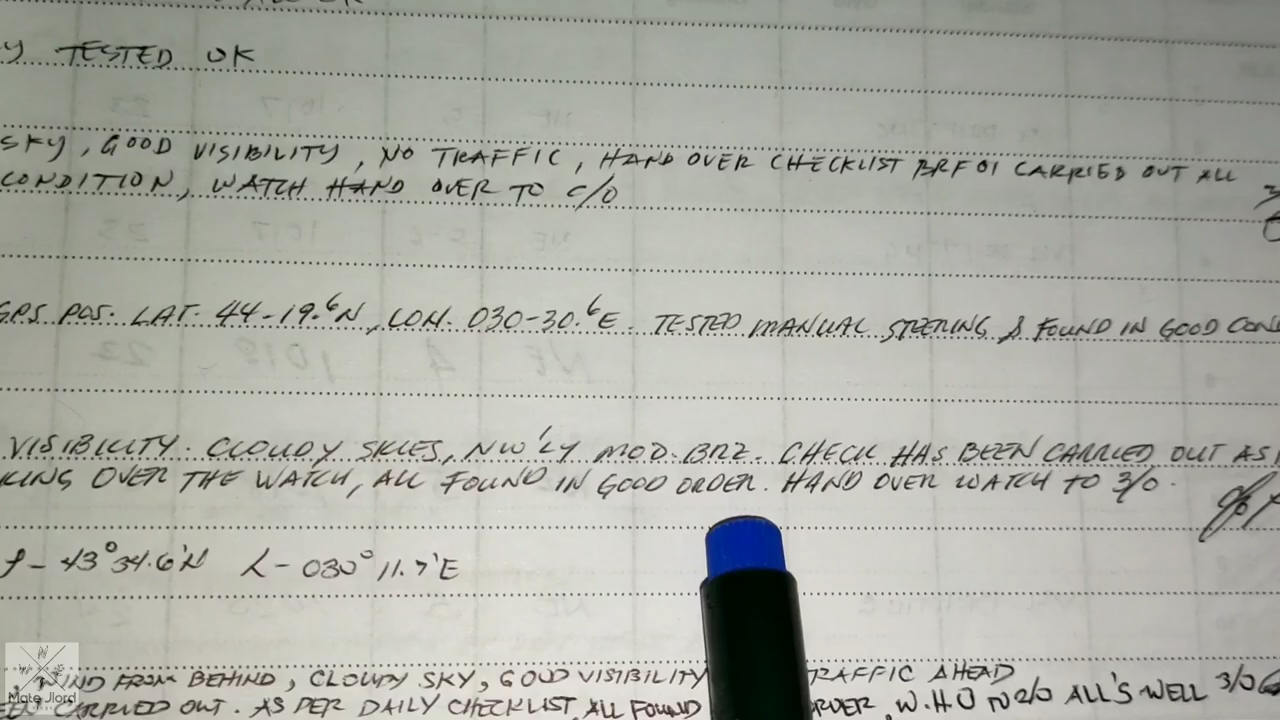 TESTED OK
SKY, GOOD VISIBILITY, NO TRAFFIC, HAND OVER CHECKLIST BRF 01 CARRIED OUT ALL
CONDITION, WATCH HAND OVER TO C/O
GPS POS. LAT. 44-19.6N, LON. 030-30.6E. TESTED MANUAL STEERING & FOUND IN GOOD
VISIBILITY. CLOUDY SKIES, NW'LY MOD. BRZ. CHECK HAS BEEN CARRIED OUT AS
OVER THE WATCH, ALL FOUND IN GOOD ORDER. HAND OVER WATCH TO 3/O.
43°34.6'N λ- 030°11.7'E
WIND FROM BEHIND, CLOUDY SKY, GOOD VISIBILITY TRAFFIC AHEAD
CARRIED OUT. AS PER DAILY CHECKLIST ALL FOUND W.H.O TO 2/O ALL'S WELL 3/O
Mate Jlord